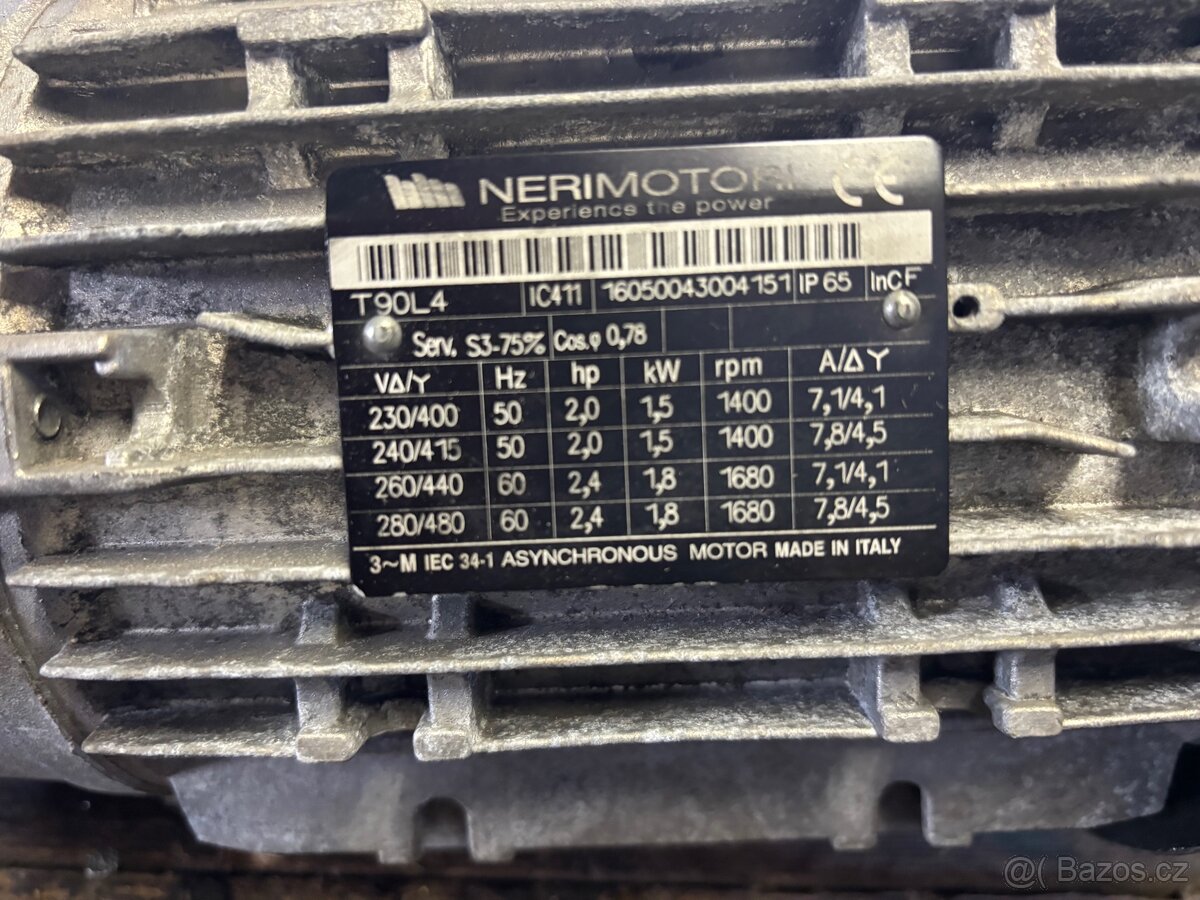 NERIMOTORI CE
Experience the power
T90L4 IC411 16050043004151 IP 65 InCF
Serv. S3-75% Cos.φ 0,78
VΔ/Y Hz hp kW rpm A/Δ Y
230/400 50 2,0 1,5 1400 7,1/4,1
240/415 50 2,0 1,5 1400 7,8/4,5
260/440 60 2,4 1,8 1680 7,1/4,1
280/480 60 2,4 1,8 1680 7,8/4,5
3~M IEC 34-1 ASYNCHRONOUS MOTOR MADE IN ITALY
Bazos.cz